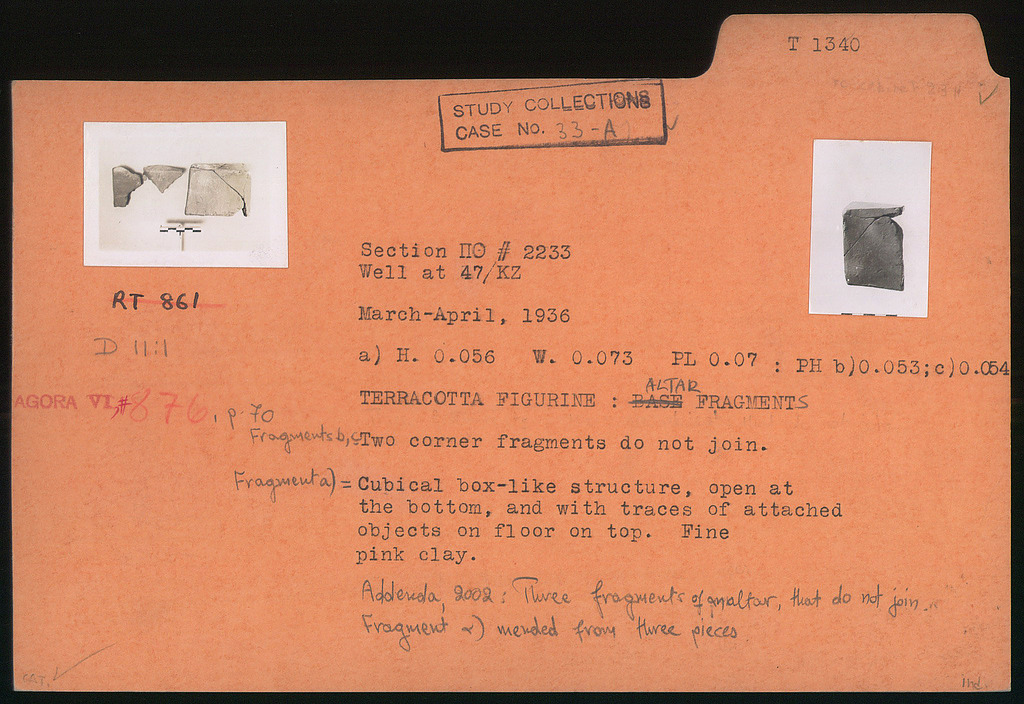 T 1340
STUDY COLLECTIONS
CASE No. 33-A
Section ΠΘ # 2233
Well at 47/ΚΖ
RT 861
March-April, 1936
D 11:1
a) H. 0.056 W. 0.073 PL 0.07 : PH b)0.053;c)0.054
ALTAR
TERRACOTTA FIGURINE : BASE FRAGMENTS
AGORA VI,# 876, p. 70
Fragments b, c Two corner fragments do not join.
Fragment a) = Cubical box-like structure, open at
the bottom, and with traces of attached
objects on floor on top. Fine
pink clay.
Addenda, 2002 : Three fragments of an altar, that do not join.
Fragment α) mended from three pieces
CAT.